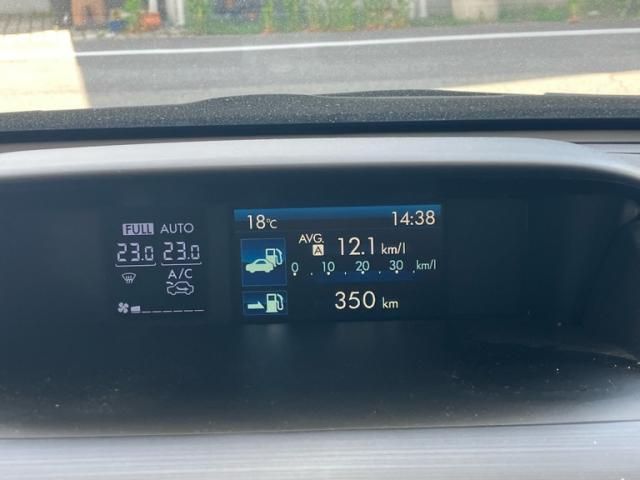 FULL AUTO
23.0 23.0
A/C
18°C 14:38
AVG.
A 12.1 km/l
0 . 10 . 20 . 30 . km/l
350 km